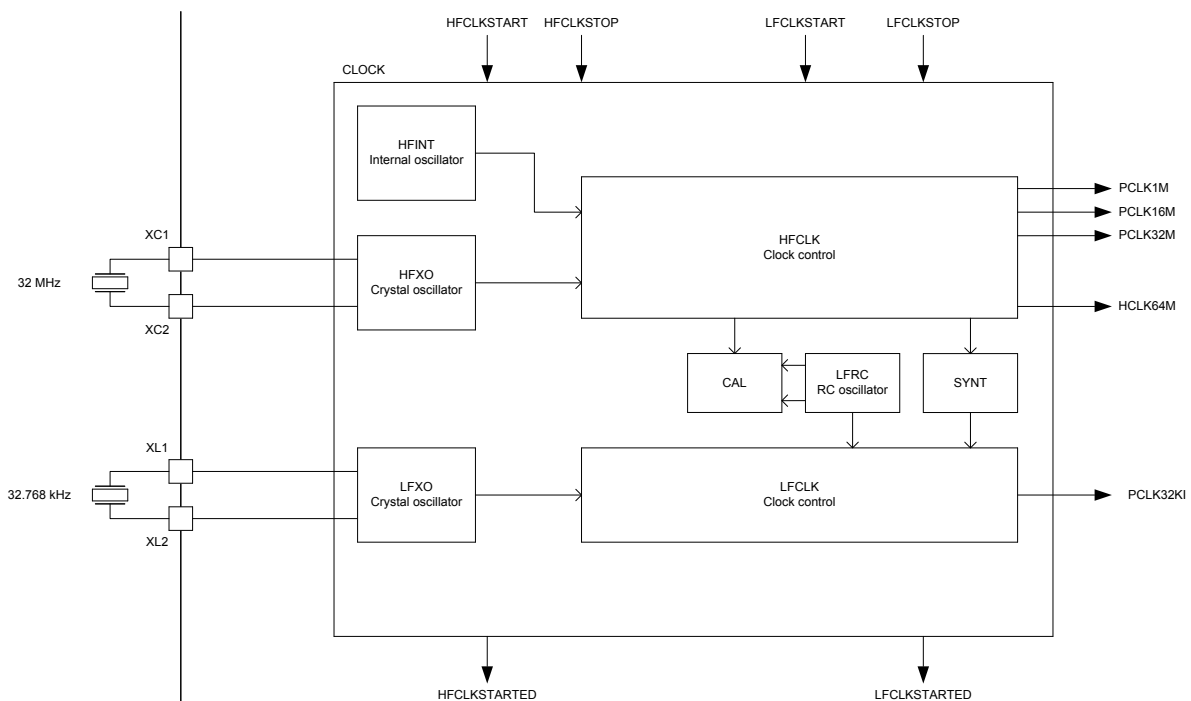 HFCLKSTART HFCLKSTOP LFCLKSTART LFCLKSTOP
CLOCK
HFINT
Internal oscillator
PCLK1M
PCLK16M
PCLK32M
HFCLK
Clock control
XC1
32 MHz
HFXO
Crystal oscillator
XC2
HCLK64M
CAL
LFRC
RC oscillator
SYNT
XL1
32.768 kHz
LFXO
Crystal oscillator
LFCLK
Clock control
PCLK32KI
XL2
HFCLKSTARTED LFCLKSTARTED